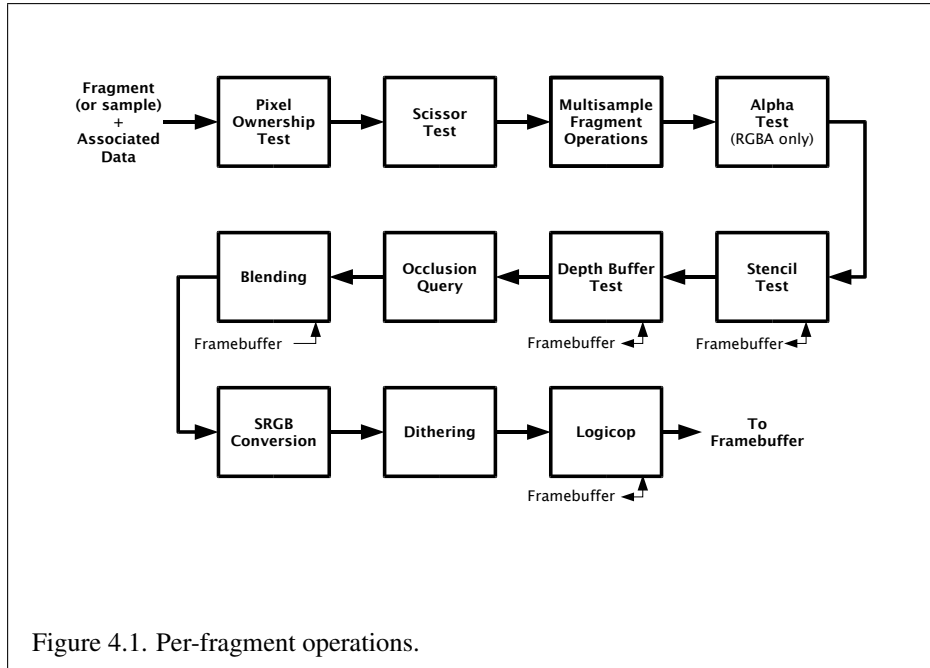 Fragment
(or sample)
+
Associated
Data
Pixel
Ownership
Test
Scissor
Test
Multisample
Fragment
Operations
Alpha
Test
(RGBA only)
Stencil
Test
Framebuffer
Depth Buffer
Test
Framebuffer
Occlusion
Query
Blending
Framebuffer
SRGB
Conversion
Dithering
Logicop
Framebuffer
To
Framebuffer
Figure 4.1. Per-fragment operations.